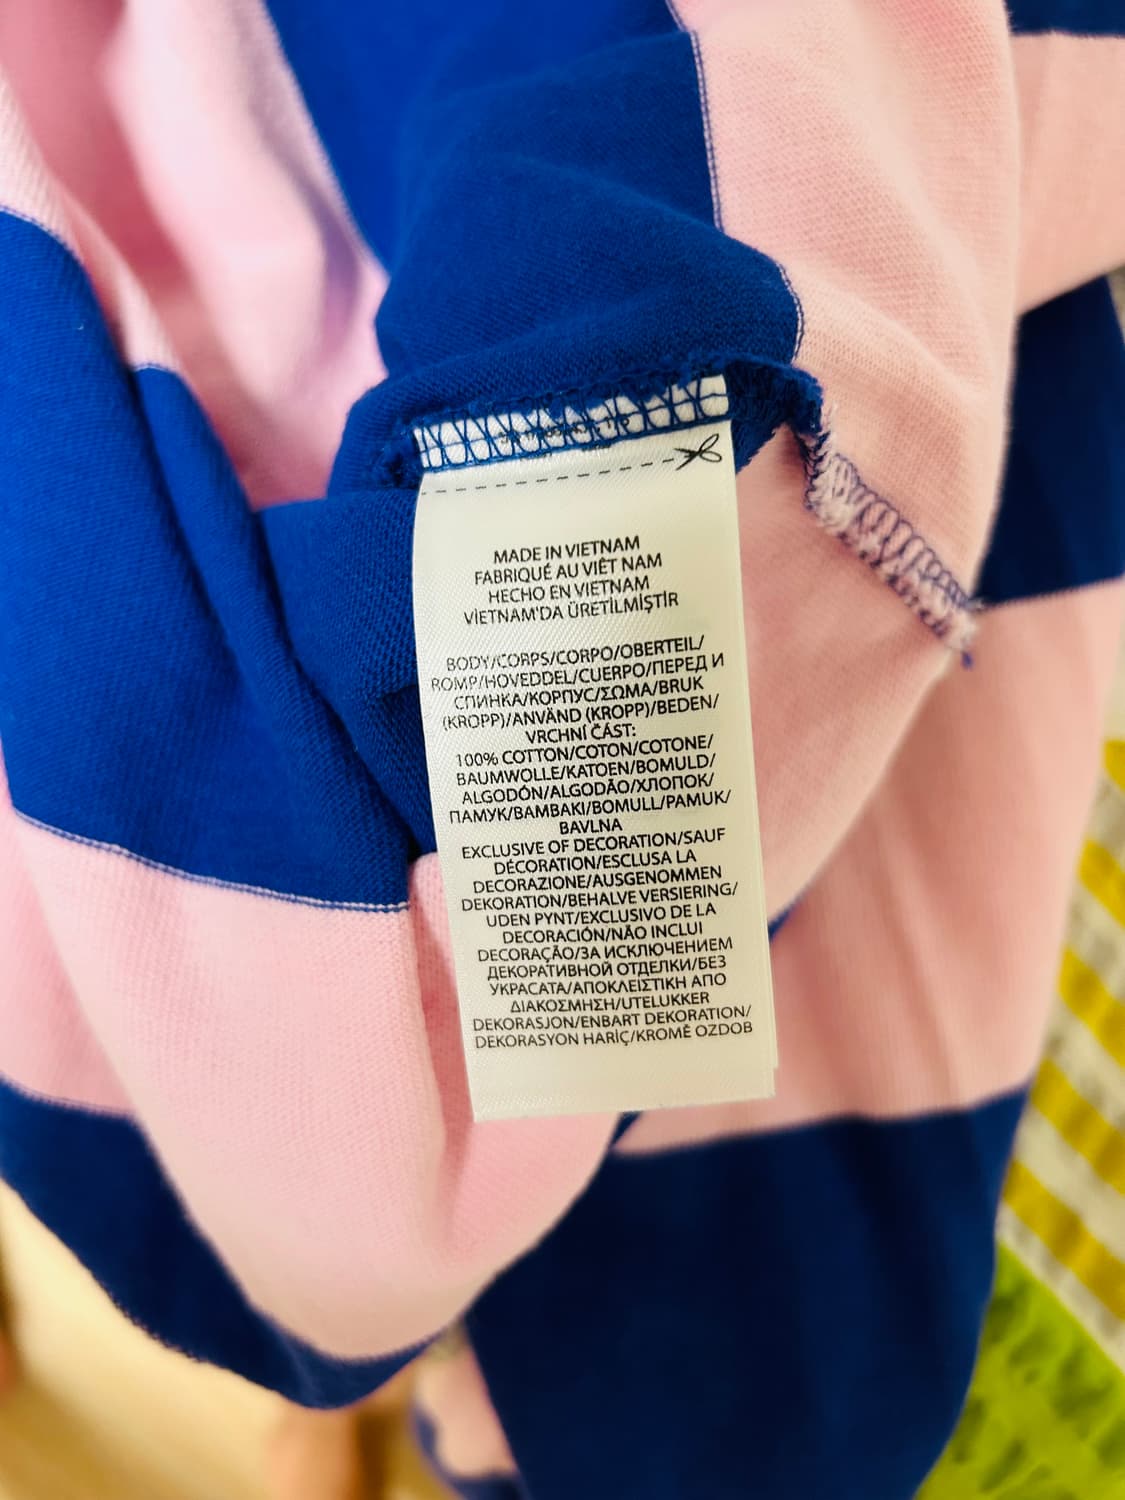 MADE IN VIETNAM
FABRIQUÉ AU VIÊT NAM
HECHO EN VIETNAM
VİETNAM'DA ÜRETİLMİŞTİR
BODY/CORPS/CORPO/OBERTEIL/
ROMP/HOVEDDEL/CUERPO/ПЕРЕД И
СПИНКА/КОРПУС/ΣΩΜΑ/BRUK
(KROPP)/ANVÄND (KROPP)/BEDEN/
VRCHNÍ ČÁST:
100% COTTON/COTON/COTONE/
BAUMWOLLE/KATOEN/BOMULD/
ALGODÓN/ALGODÃO/ХЛОПОК/
ПАМУК/BAMBAKI/BOMULL/PAMUK/
BAVLNA
EXCLUSIVE OF DECORATION/SAUF
DÉCORATION/ESCLUSA LA
DECORAZIONE/AUSGENOMMEN
DEKORATION/BEHALVE VERSIERING/
UDEN PYNT/EXCLUSIVO DE LA
DECORACIÓN/NÃO INCLUI
DECORAÇÃO/ЗА ИСКЛЮЧЕНИЕМ
ДЕКОРАТИВНОЙ ОТДЕЛКИ/БЕЗ
УКРАСАТА/ΑΠΟΚΛΕΙΣΤΙΚΗ ΑΠΟ
ΔΙΑΚΟΣΜΗΣΗ/UTELUKKER
DEKORASJON/ENBART DEKORATION/
DEKORASYON HARİÇ/KROMĚ OZDOB